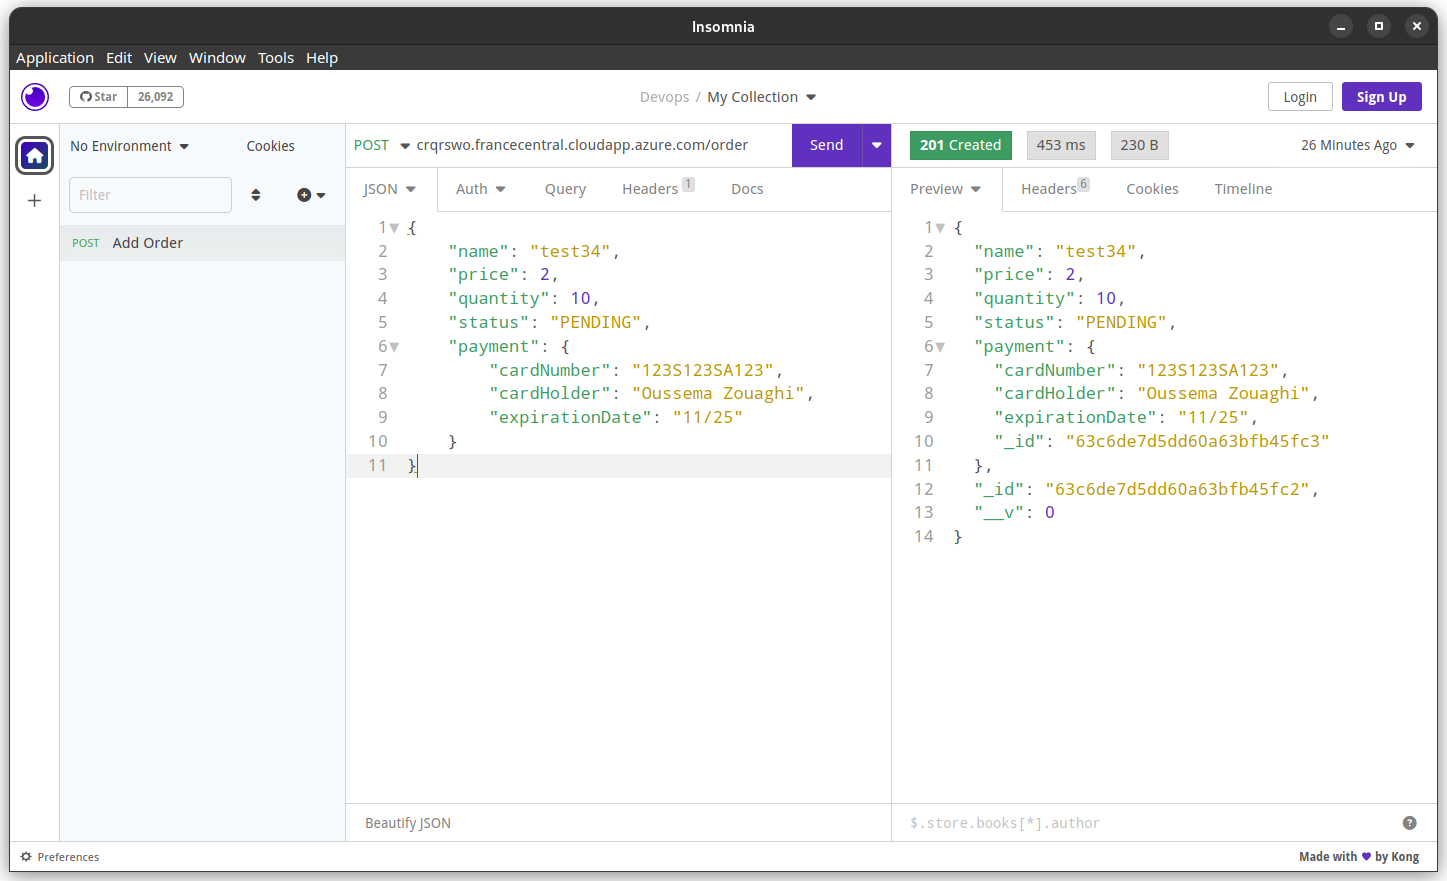 Insomnia
Application Edit View Window Tools Help
Star 26,092
Devops / My Collection
Login Sign Up
No Environment Cookies
Filter
POST Add Order
POST crqrswo.francecentral.cloudapp.azure.com/order Send
JSON Auth Query Headers 1 Docs
1 {
2 "name": "test34",
3 "price": 2,
4 "quantity": 10,
5 "status": "PENDING",
6 "payment": {
7 "cardNumber": "123S123SA123",
8 "cardHolder": "Oussema Zouaghi",
9 "expirationDate": "11/25"
10 }
11 }
Beautify JSON
201 Created 453 ms 230 B 26 Minutes Ago
Preview Headers 6 Cookies Timeline
1 {
2 "name": "test34",
3 "price": 2,
4 "quantity": 10,
5 "status": "PENDING",
6 "payment": {
7 "cardNumber": "123S123SA123",
8 "cardHolder": "Oussema Zouaghi",
9 "expirationDate": "11/25",
10 "_id": "63c6de7d5dd60a63bfb45fc3"
11 },
12 "_id": "63c6de7d5dd60a63bfb45fc2",
13 "__v": 0
14 }
$.store.books[*].author ?
Preferences
Made with ♥ by Kong